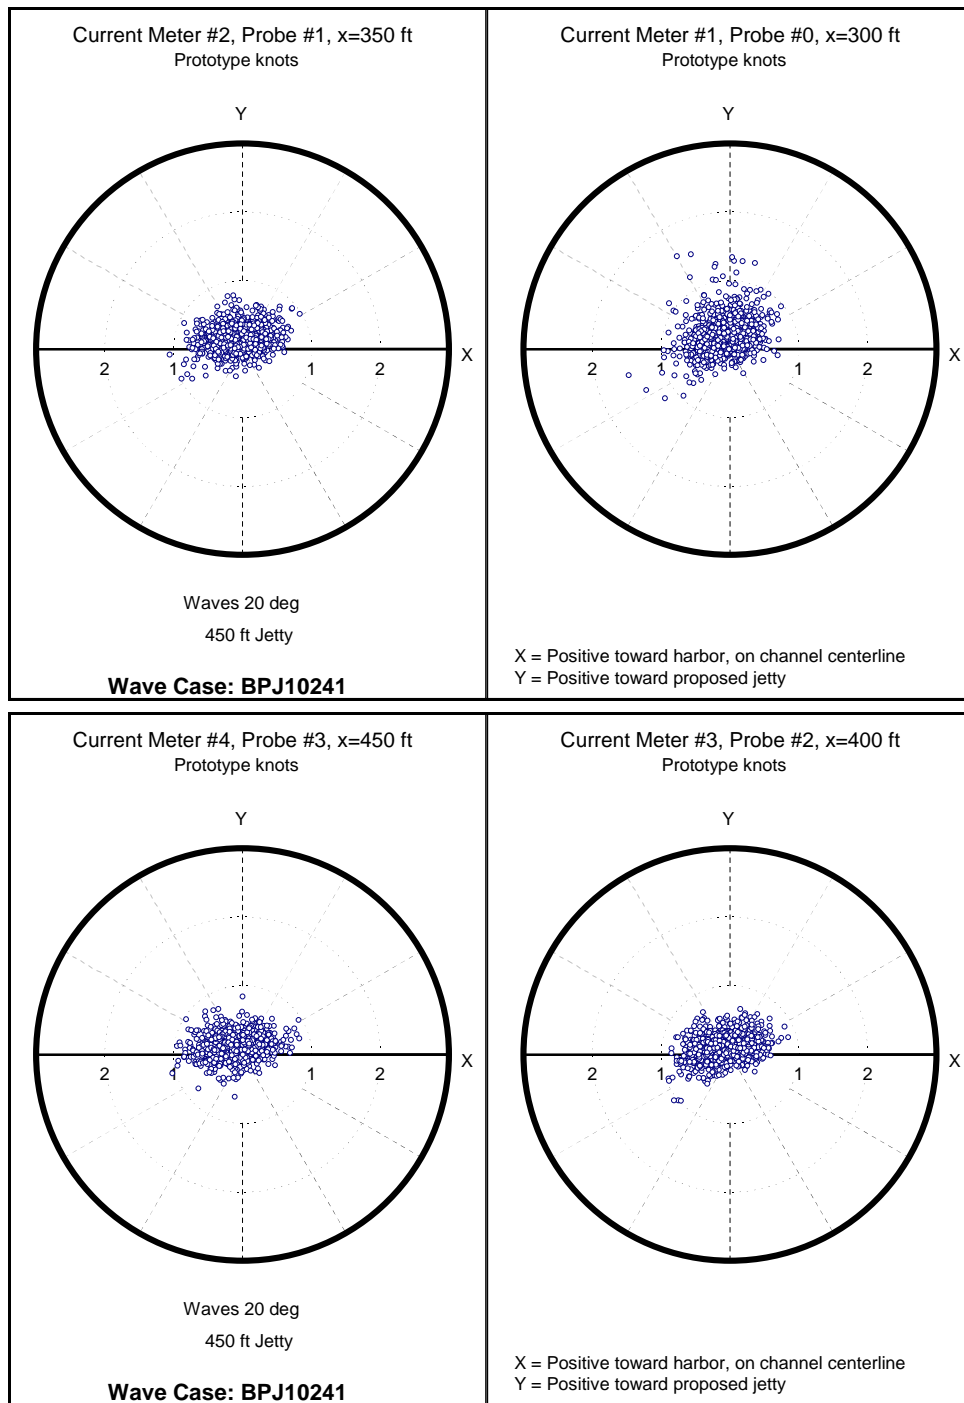 Current Meter #2, Probe #1, x=350 ft
Prototype knots
Y
X
2
1
1
2
Waves 20 deg
450 ft Jetty
Wave Case: BPJ10241
Current Meter #1, Probe #0, x=300 ft
Prototype knots
Y
X
2
1
1
2
X = Positive toward harbor, on channel centerline
Y = Positive toward proposed jetty
Current Meter #4, Probe #3, x=450 ft
Prototype knots
Y
X
2
1
1
2
Waves 20 deg
450 ft Jetty
Wave Case: BPJ10241
Current Meter #3, Probe #2, x=400 ft
Prototype knots
Y
X
2
1
1
2
X = Positive toward harbor, on channel centerline
Y = Positive toward proposed jetty